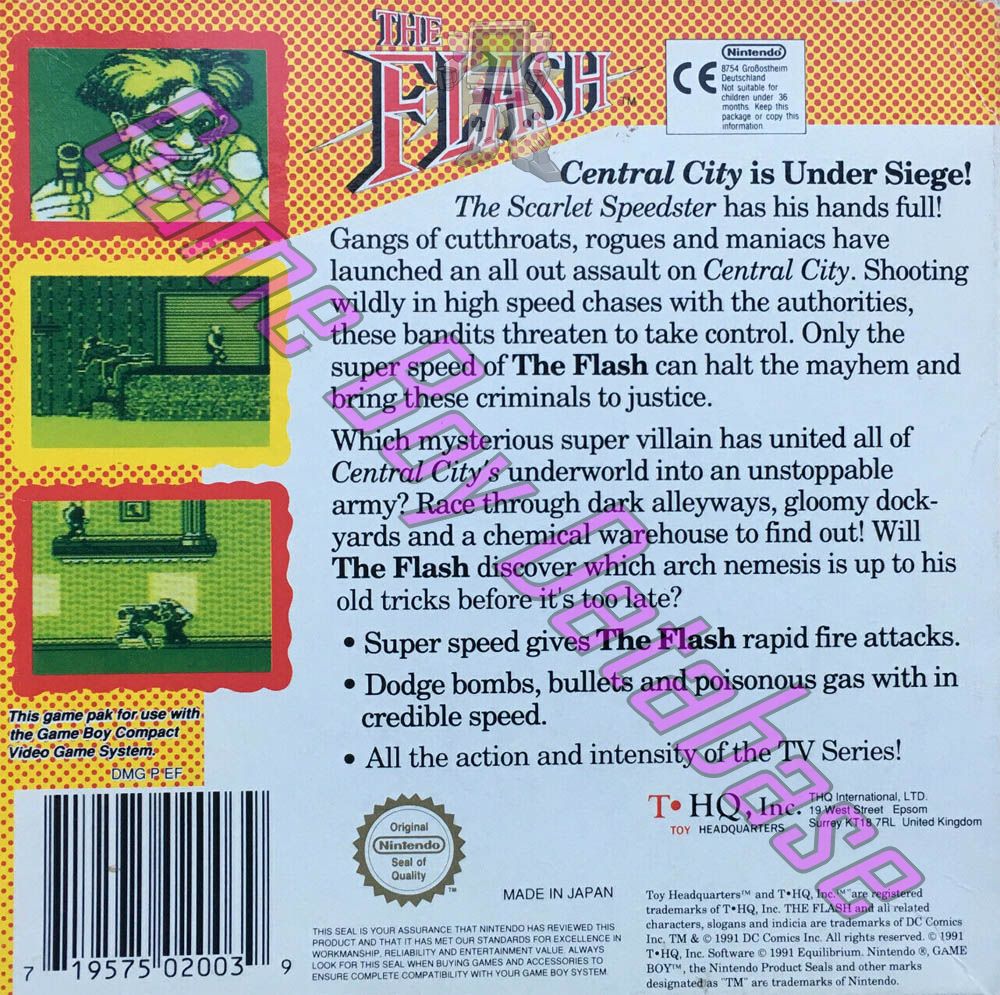 THE
FLASH™
Nintendo
8754 Großostheim
Deutschland
Not suitable for
children under 36
months. Keep this
package or copy this
information.
CE
Central City is Under Siege!
The Scarlet Speedster has his hands full!
Gangs of cutthroats, rogues and maniacs have
launched an all out assault on Central City. Shooting
wildly in high speed chases with the authorities,
these bandits threaten to take control. Only the
super speed of The Flash can halt the mayhem and
bring these criminals to justice.
Which mysterious super villain has united all of
Central City's underworld into an unstoppable
army? Race through dark alleyways, gloomy dock-
yards and a chemical warehouse to find out! Will
The Flash discover which arch nemesis is up to his
old tricks before it's too late?
• Super speed gives The Flash rapid fire attacks.
• Dodge bombs, bullets and poisonous gas with in
credible speed.
• All the action and intensity of the TV Series!
Game Boy Database
This game pak for use with
the Game Boy Compact
Video Game System.
DMG P EF
7 19575 02003 9
Original
Nintendo
Seal of
Quality
™
MADE IN JAPAN
THIS SEAL IS YOUR ASSURANCE THAT NINTENDO HAS REVIEWED THIS
PRODUCT AND THAT IT HAS MET OUR STANDARDS FOR EXCELLENCE IN
WORKMANSHIP, RELIABILITY AND ENTERTAINMENT VALUE. ALWAYS
LOOK FOR THIS SEAL WHEN BUYING GAMES AND ACCESSORIES TO
ENSURE COMPLETE COMPATIBILITY WITH YOUR GAME BOY SYSTEM.
T•HQ, Inc.
TOY HEADQUARTERS
THQ International, LTD.
19 West Street Epsom
Surrey KT18 7RL United Kingdom
Toy Headquarters™ and T•HQ, Inc.™ are registered
trademarks of T•HQ, Inc. THE FLASH and all related
characters, slogans and indicia are trademarks of DC Comics
Inc. TM & © 1991 DC Comics Inc. All rights reserved. © 1991
T•HQ, Inc. Software © 1991 Equilibrium. Nintendo ®, GAME
BOY™, the Nintendo Product Seals and other marks
designated as "TM" are trademarks of Nintendo.